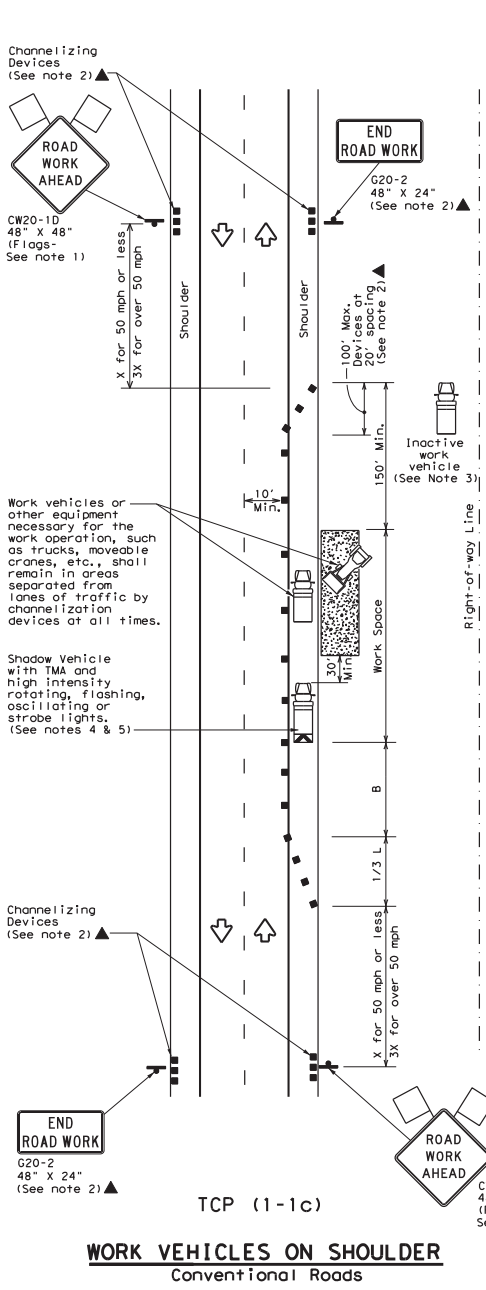 Channelizing
Devices
(See note 2)▲
ROAD
WORK
AHEAD
CW20-1D
48" X 48"
(Flags-
See note 1)
END
ROAD WORK
G20-2
48" X 24"
(See note 2)▲
X for 50 mph or less
3X for over 50 mph
Shoulder
Shoulder
100' Max.
Devices at
20' spacing
(See note 2)▲
150' Min.
Inactive
work
vehicle
(See Note 3)
10'
Min.
Right-of-way Line
Work vehicles or
other equipment
necessary for the
work operation, such
as trucks, moveable
cranes, etc., shall
remain in areas
separated from
lanes of traffic by
channelization
devices at all times.
Work Space
30'
Min.
Shadow Vehicle
with TMA and
high intensity
rotating, flashing,
oscillating or
strobe lights.
(See notes 4 & 5)
B
1/3 L
Channelizing
Devices
(See note 2)▲
X for 50 mph or less
3X for over 50 mph
END
ROAD WORK
G20-2
48" X 24"
(See note 2)▲
ROAD
WORK
AHEAD
C
4
(
Se
TCP (1-1c)
WORK VEHICLES ON SHOULDER
Conventional Roads